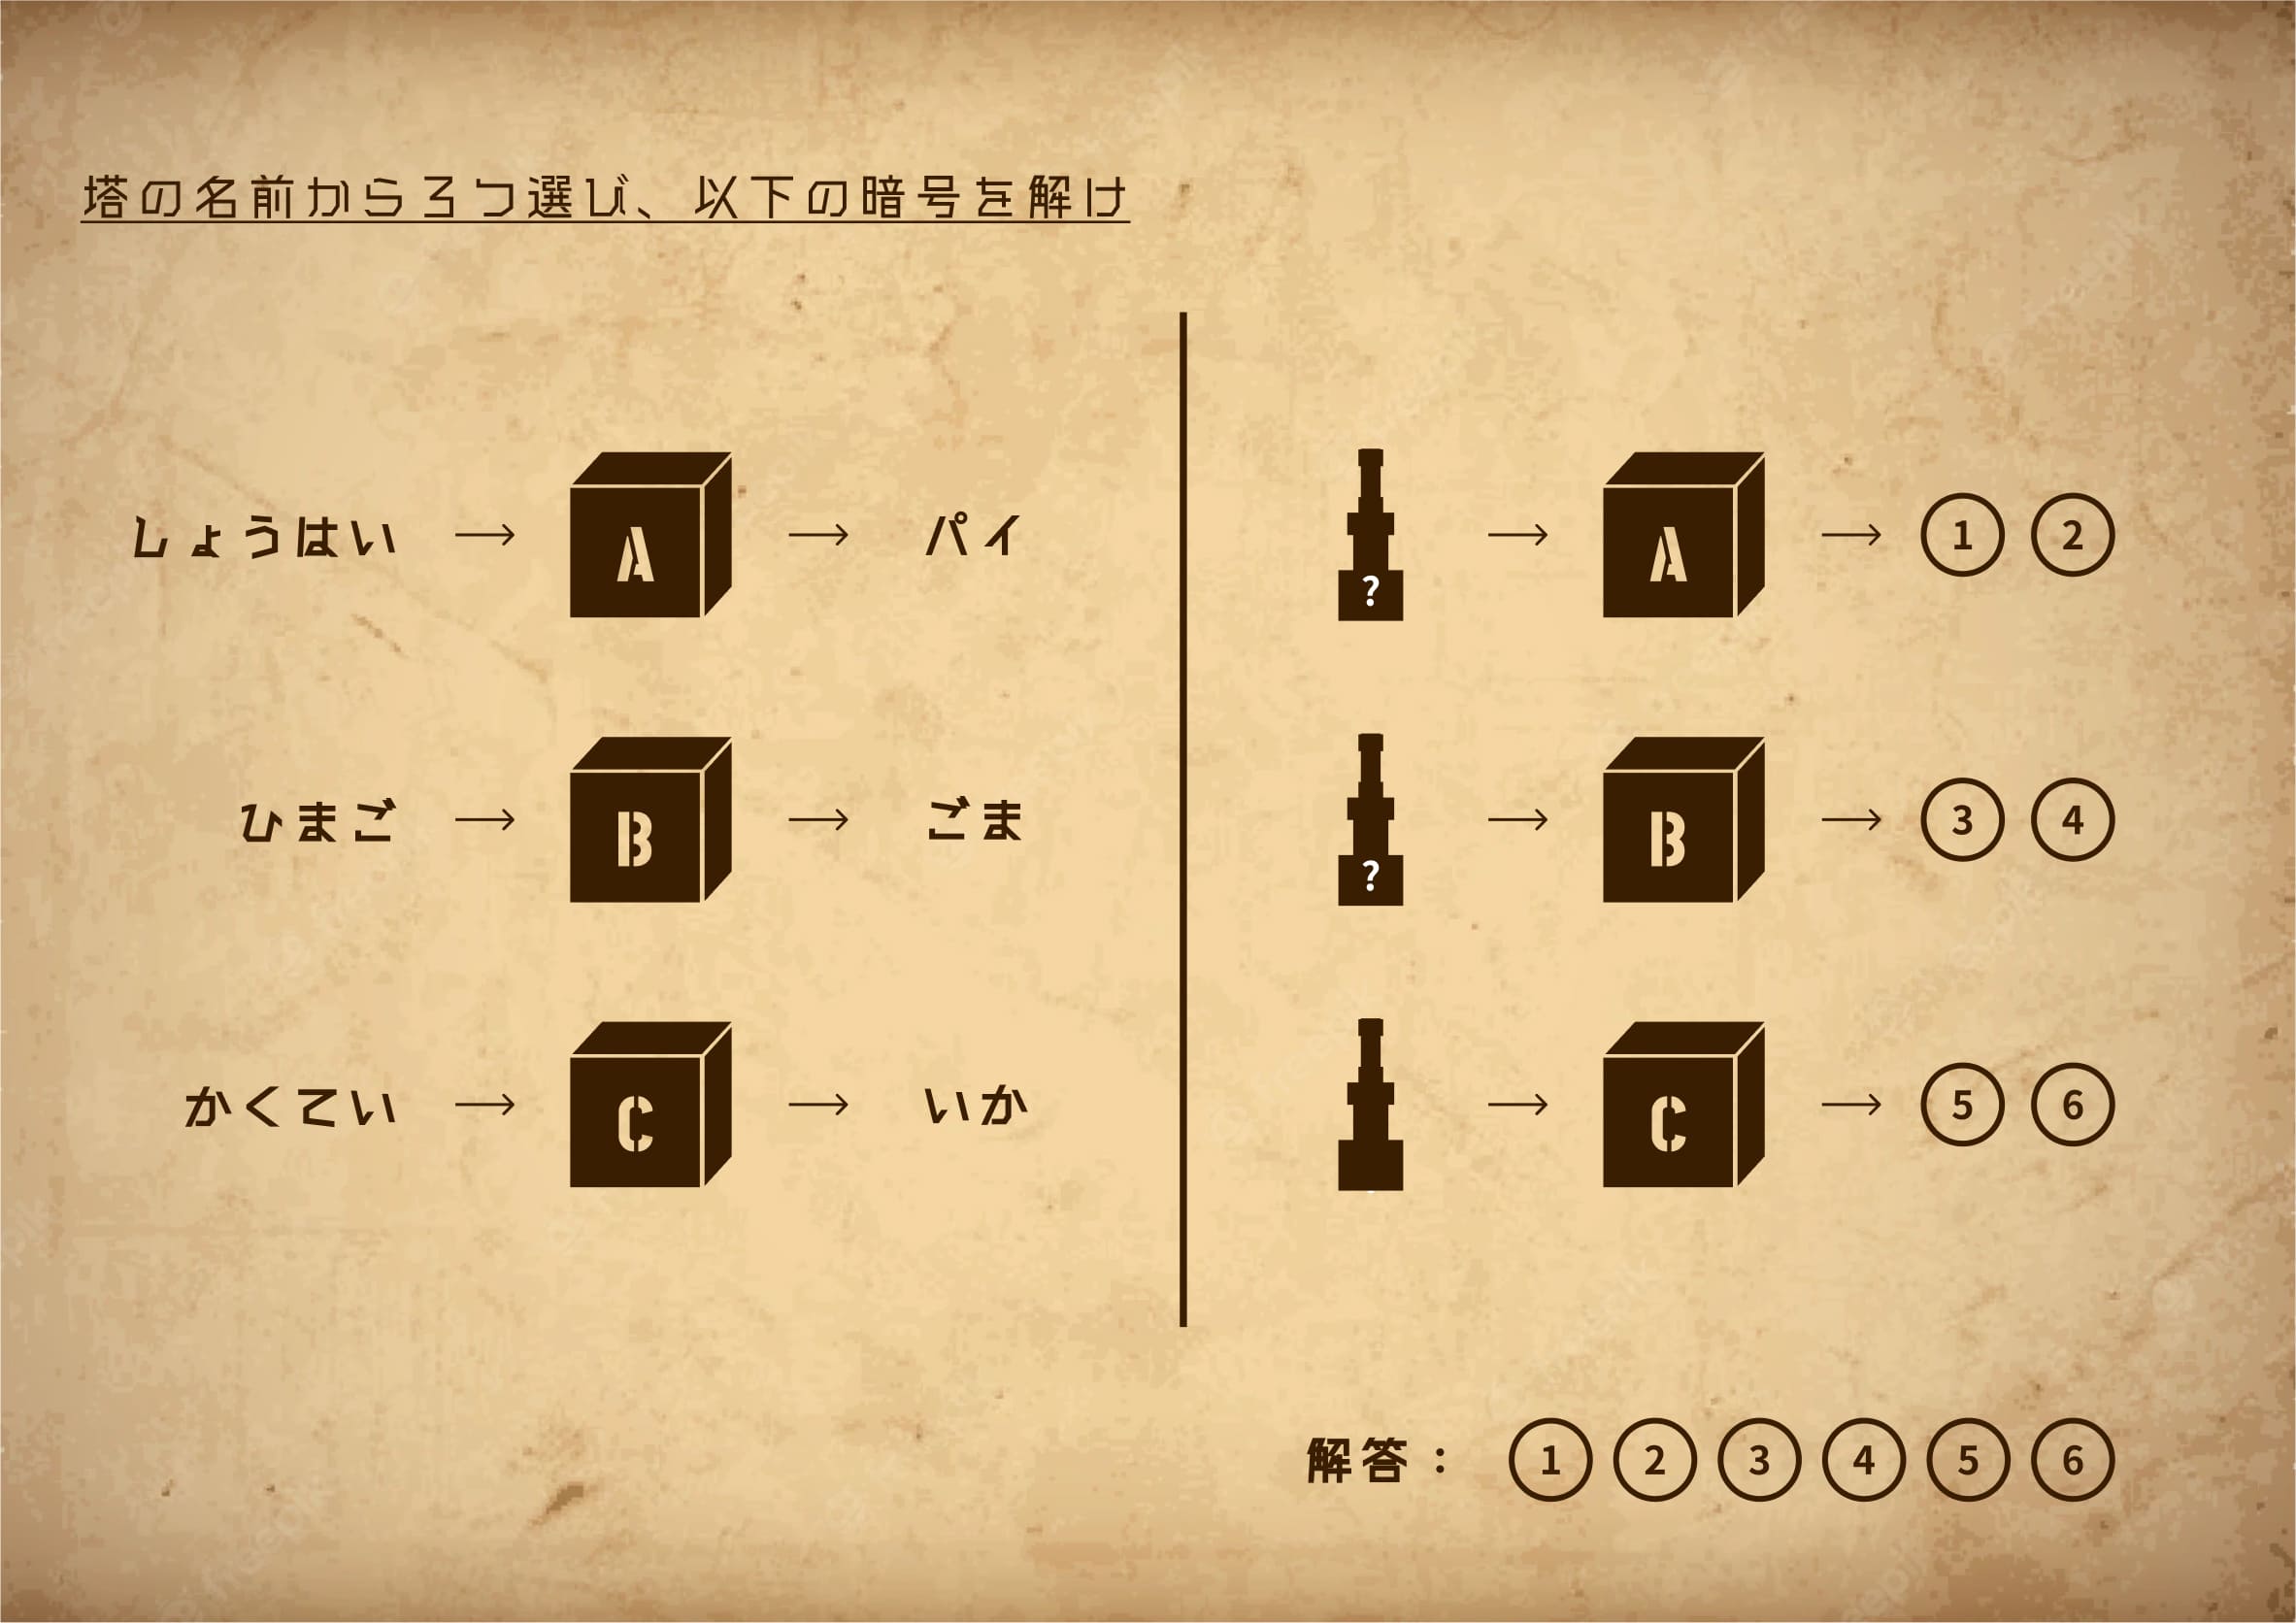 塔の名前から3つ選び、以下の暗号を解け
しょうはい → A → パイ
ひまご → B → ごま
かくてい → C → いか
? → A → ① ②
? → B → ③ ④
→ C → ⑤ ⑥
解答： ① ② ③ ④ ⑤ ⑥